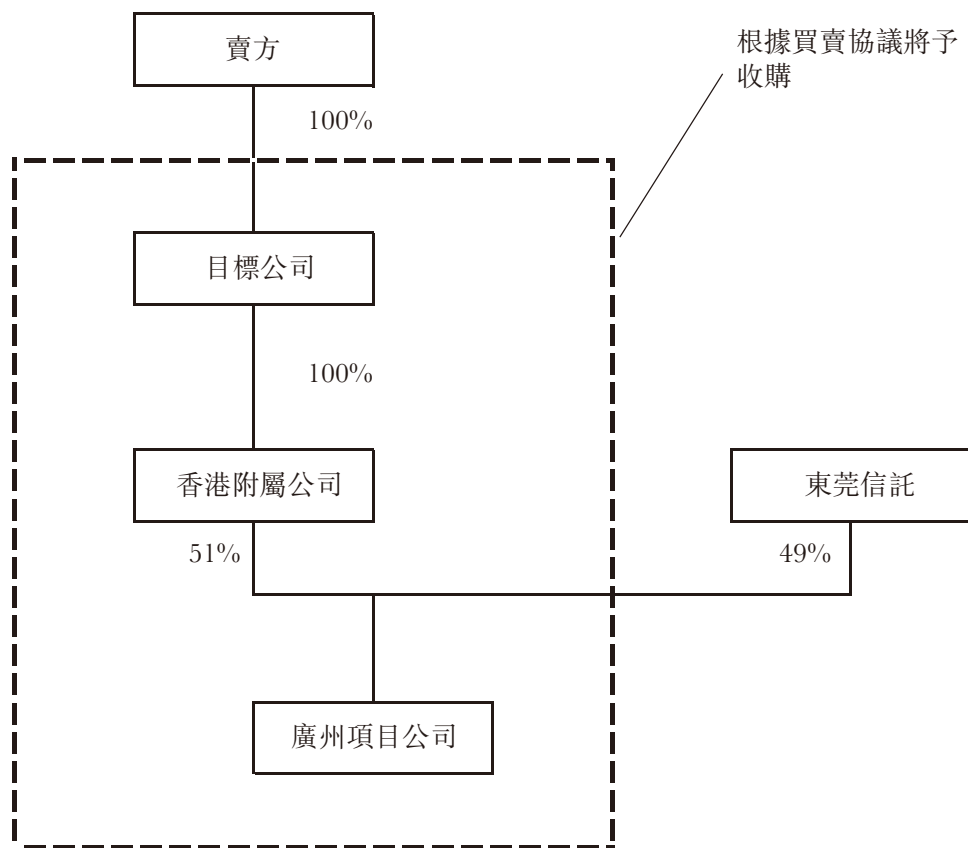 賣方
根據買賣協議將予
收購
100%
目標公司
100%
香港附屬公司
東莞信託
51%
49%
廣州項目公司